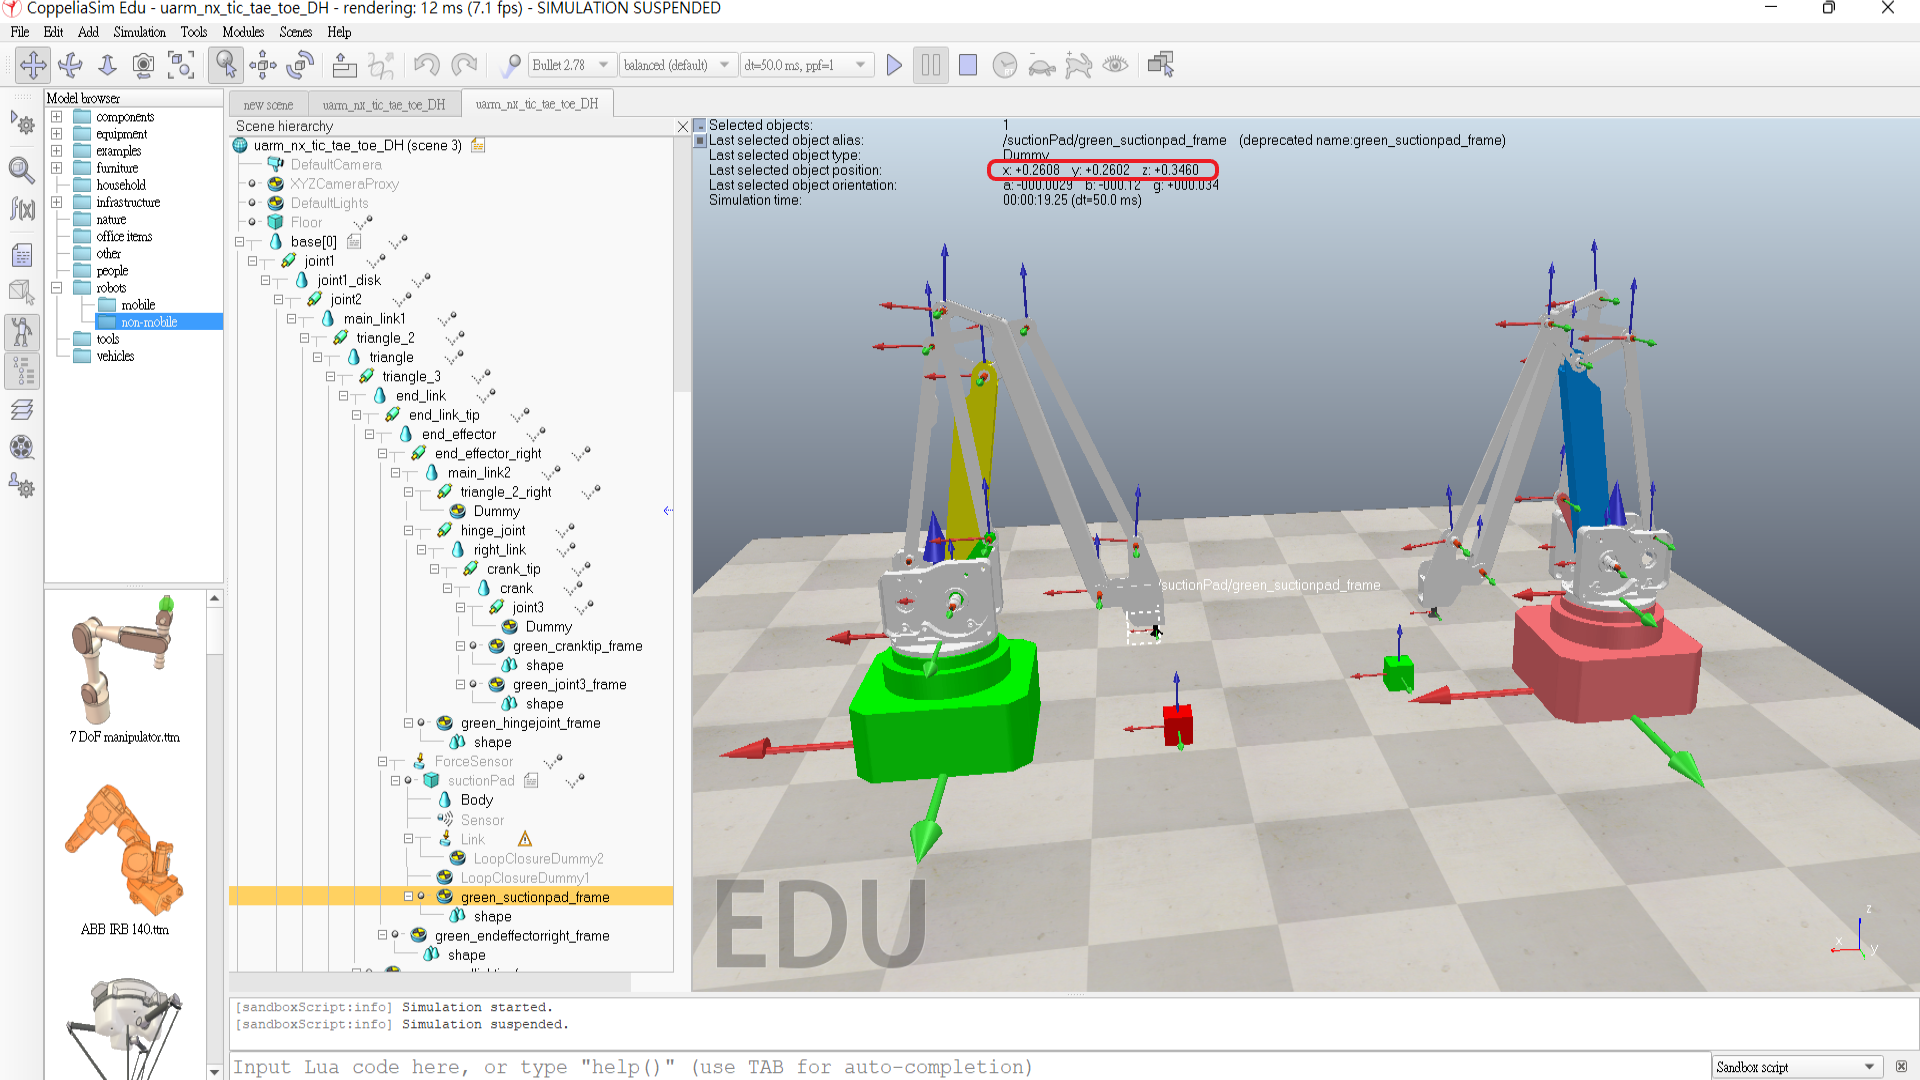 CoppeliaSim Edu - uarm_nx_tic_tae_toe_DH - rendering: 12 ms (7.1 fps) - SIMULATION SUSPENDED
File Edit Add Simulation Tools Modules Scenes Help
Bullet 2.78 balanced (default) dt=50.0 ms, ppf=1
Model browser
components
equipment
examples
furniture
household
infrastructure
nature
office items
other
people
robots
mobile
non-mobile
tools
vehicles
7 DoF manipulator.ttm
ABB IRB 140.ttm
new scene uarm_nx_tic_tae_toe_DH uarm_nx_tic_tae_toe_DH
Scene hierarchy
uarm_nx_tic_tae_toe_DH (scene 3)
DefaultCamera
XYZCameraProxy
DefaultLights
Floor
base[0]
joint1
joint1_disk
joint2
main_link1
triangle_2
triangle
triangle_3
end_link
end_link_tip
end_effector
end_effector_right
main_link2
triangle_2_right
Dummy
hinge_joint
right_link
crank_tip
crank
joint3
Dummy
green_cranktip_frame
shape
green_joint3_frame
shape
green_hingejoint_frame
shape
ForceSensor
suctionPad
Body
Sensor
Link
LoopClosureDummy2
LoopClosureDummy1
green_suctionpad_frame
shape
green_endeffectorright_frame
shape
Selected objects: 1
Last selected object alias: /suctionPad/green_suctionpad_frame (deprecated name:green_suctionpad_frame)
Last selected object type: Dummy
Last selected object position: x: +0.2608 y: +0.2602 z: +0.3460
Last selected object orientation: a: -000.0029 b: -000.12 g: +000.034
Simulation time: 00:00:19.25 (dt=50.0 ms)
/suctionPad/green_suctionpad_frame
EDU
z
x
y
[sandboxScript:info] Simulation started.
[sandboxScript:info] Simulation suspended.
Input Lua code here, or type "help()" (use TAB for auto-completion)
Sandbox script